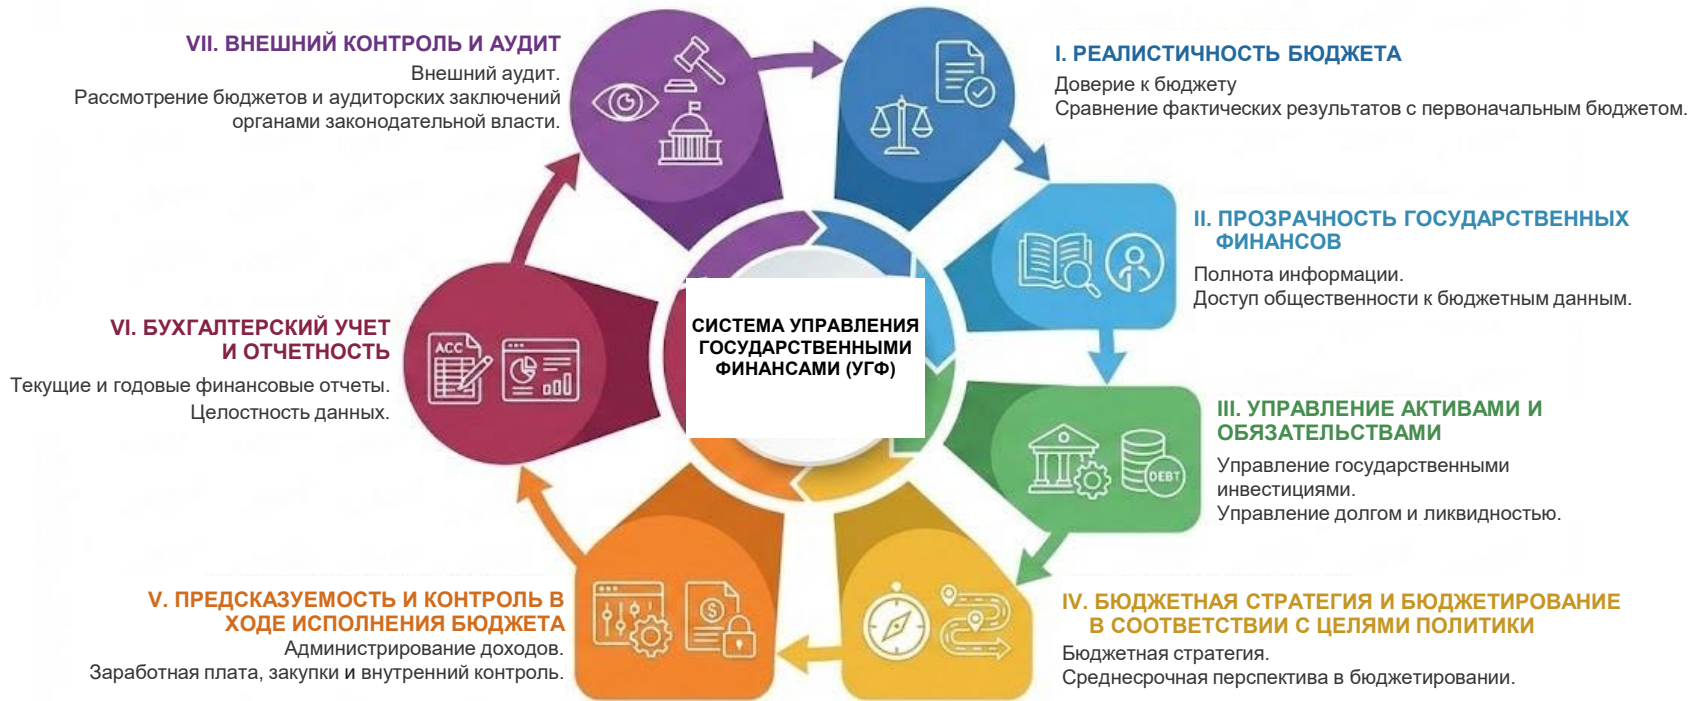 VII. ВНЕШНИЙ КОНТРОЛЬ И АУДИТ
Внешний аудит.
Рассмотрение бюджетов и аудиторских заключений
органами законодательной власти.
I. РЕАЛИСТИЧНОСТЬ БЮДЖЕТА
Доверие к бюджету
Сравнение фактических результатов с первоначальным бюджетом.
II. ПРОЗРАЧНОСТЬ ГОСУДАРСТВЕННЫХ
ФИНАНСОВ
Полнота информации.
Доступ общественности к бюджетным данным.
СИСТЕМА УПРАВЛЕНИЯ
ГОСУДАРСТВЕННЫМИ
ФИНАНСАМИ (УГФ)
VI. БУХГАЛТЕРСКИЙ УЧЕТ
И ОТЧЕТНОСТЬ
Текущие и годовые финансовые отчеты.
Целостность данных.
ACC
III. УПРАВЛЕНИЕ АКТИВАМИ И
ОБЯЗАТЕЛЬСТВАМИ
Управление государственными
инвестициями.
Управление долгом и ликвидностью.
DEBT
V. ПРЕДСКАЗУЕМОСТЬ И КОНТРОЛЬ В
ХОДЕ ИСПОЛНЕНИЯ БЮДЖЕТА
Администрирование доходов.
Заработная плата, закупки и внутренний контроль.
$
IV. БЮДЖЕТНАЯ СТРАТЕГИЯ И БЮДЖЕТИРОВАНИЕ
В СООТВЕТСТВИИ С ЦЕЛЯМИ ПОЛИТИКИ
Бюджетная стратегия.
Среднесрочная перспектива в бюджетировании.